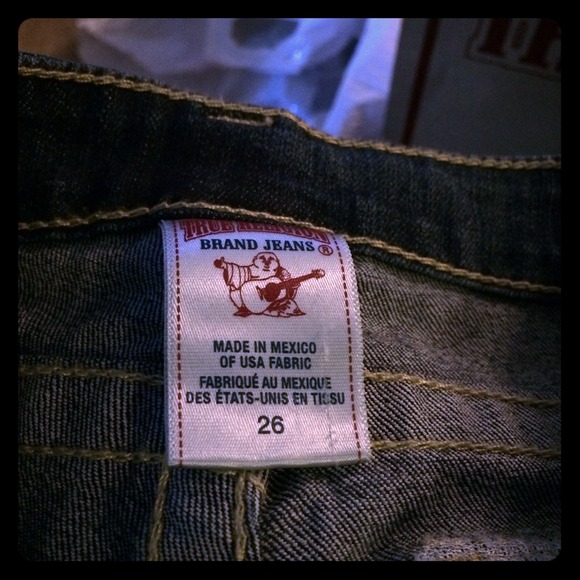 TRUE RELIGION
BRAND JEANS ®
MADE IN MEXICO
OF USA FABRIC
FABRIQUÉ AU MEXIQUE
DES ÉTATS-UNIS EN TISSU
26